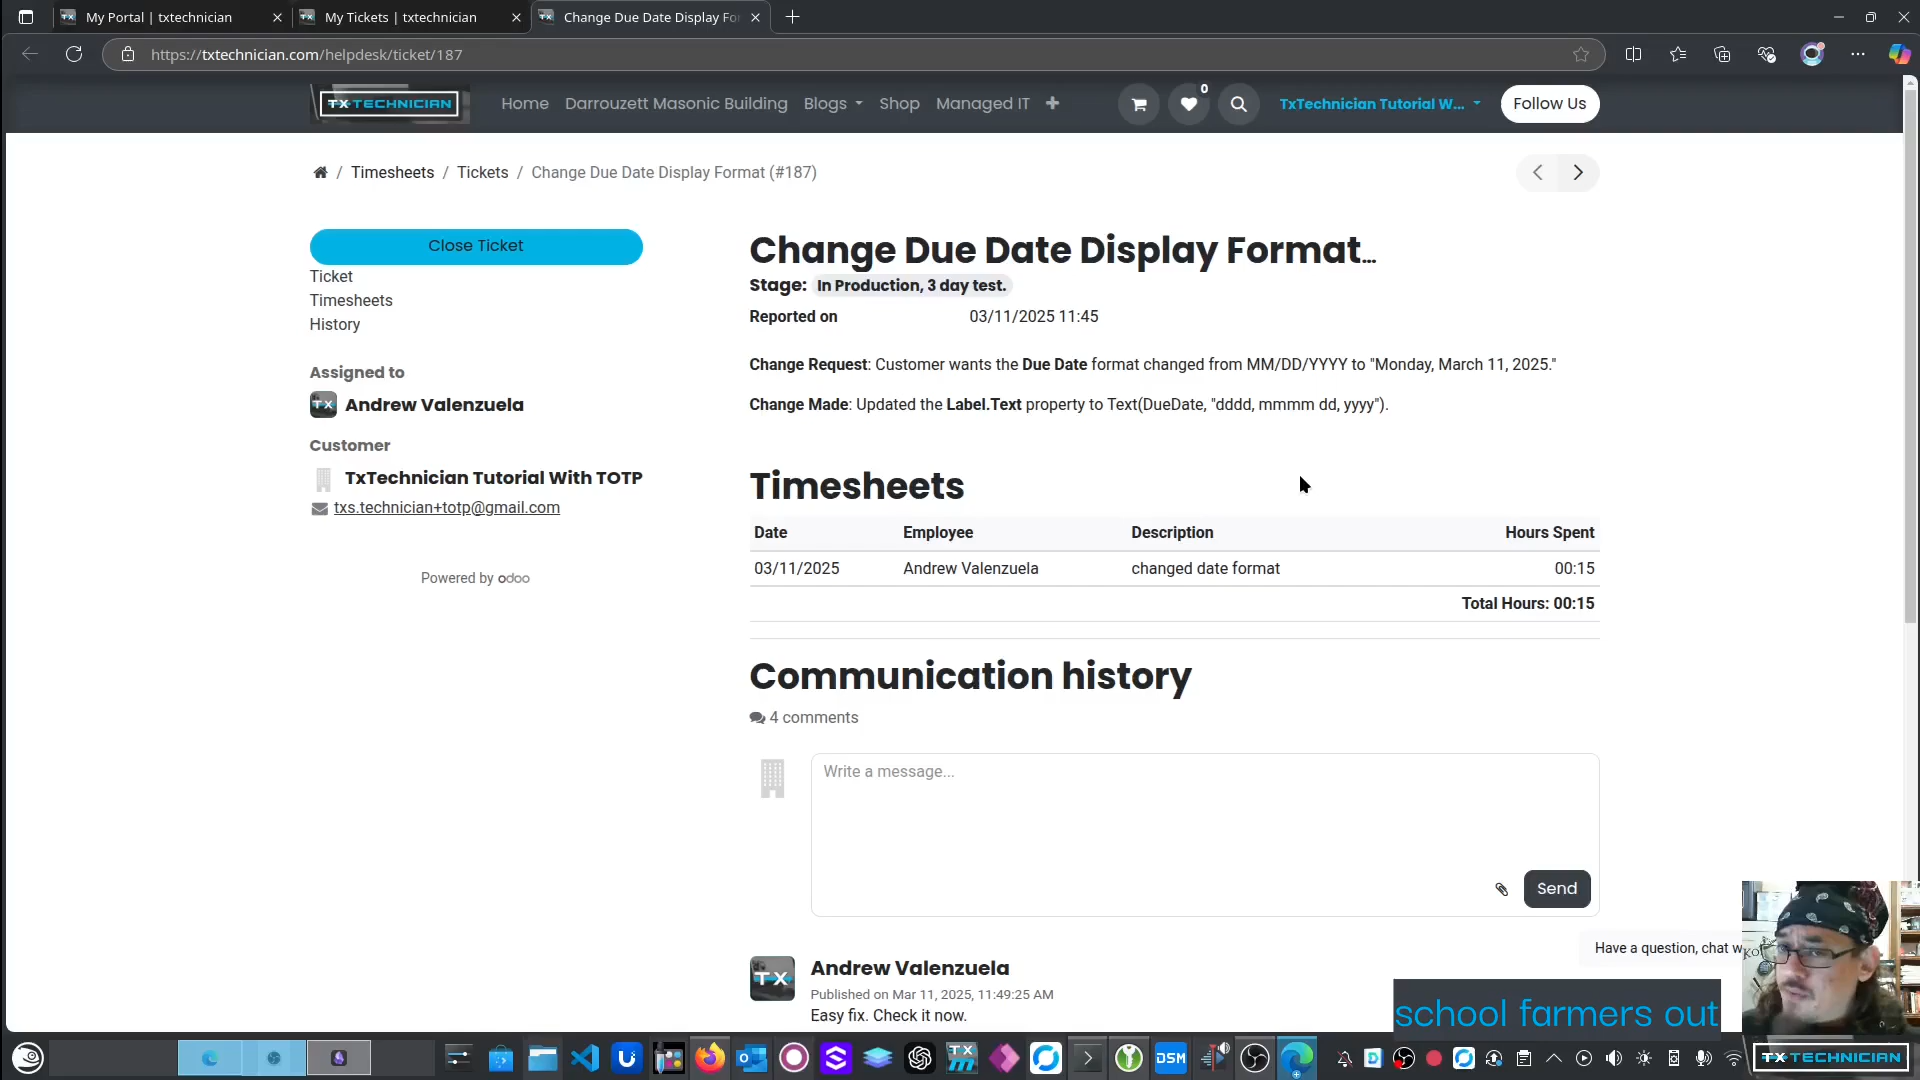 My Portal | txtechnician
My Tickets | txtechnician
Change Due Date Display Fo
https://txtechnician.com/helpdesk/ticket/187
TX-TECHNICIAN
Home
Darrouzett Masonic Building
Blogs
Shop
Managed IT
0
TxTechnician Tutorial W...
Follow Us
/ Timesheets / Tickets / Change Due Date Display Format (#187)
Close Ticket
Ticket
Timesheets
History
Assigned to
TX Andrew Valenzuela
Customer
TxTechnician Tutorial With TOTP
txs.technician+totp@gmail.com
Powered by odoo
Change Due Date Display Format...
Stage: In Production, 3 day test.
Reported on 03/11/2025 11:45
Change Request: Customer wants the Due Date format changed from MM/DD/YYYY to "Monday, March 11, 2025."
Change Made: Updated the Label.Text property to Text(DueDate, "dddd, mmmm dd, yyyy").
Timesheets
Date Employee Description Hours Spent
03/11/2025 Andrew Valenzuela changed date format 00:15
Total Hours: 00:15
Communication history
4 comments
Write a message...
Send
Have a question, chat w
TX
Andrew Valenzuela
Published on Mar 11, 2025, 11:49:25 AM
Easy fix. Check it now.
school farmers out
DSM
TX-TECHNICIAN